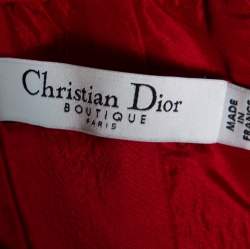 Christian Dior
BOUTIQUE
PARIS
MADE
IN
FRANCE